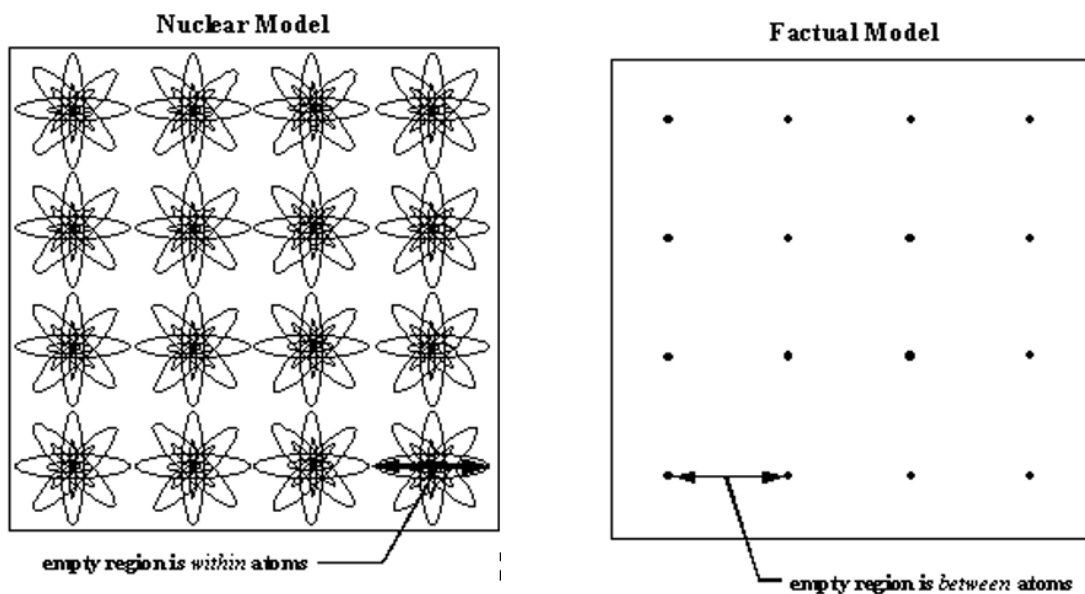 Nuclear Model
Factual Model
empty region is within atoms
empty region is between atoms